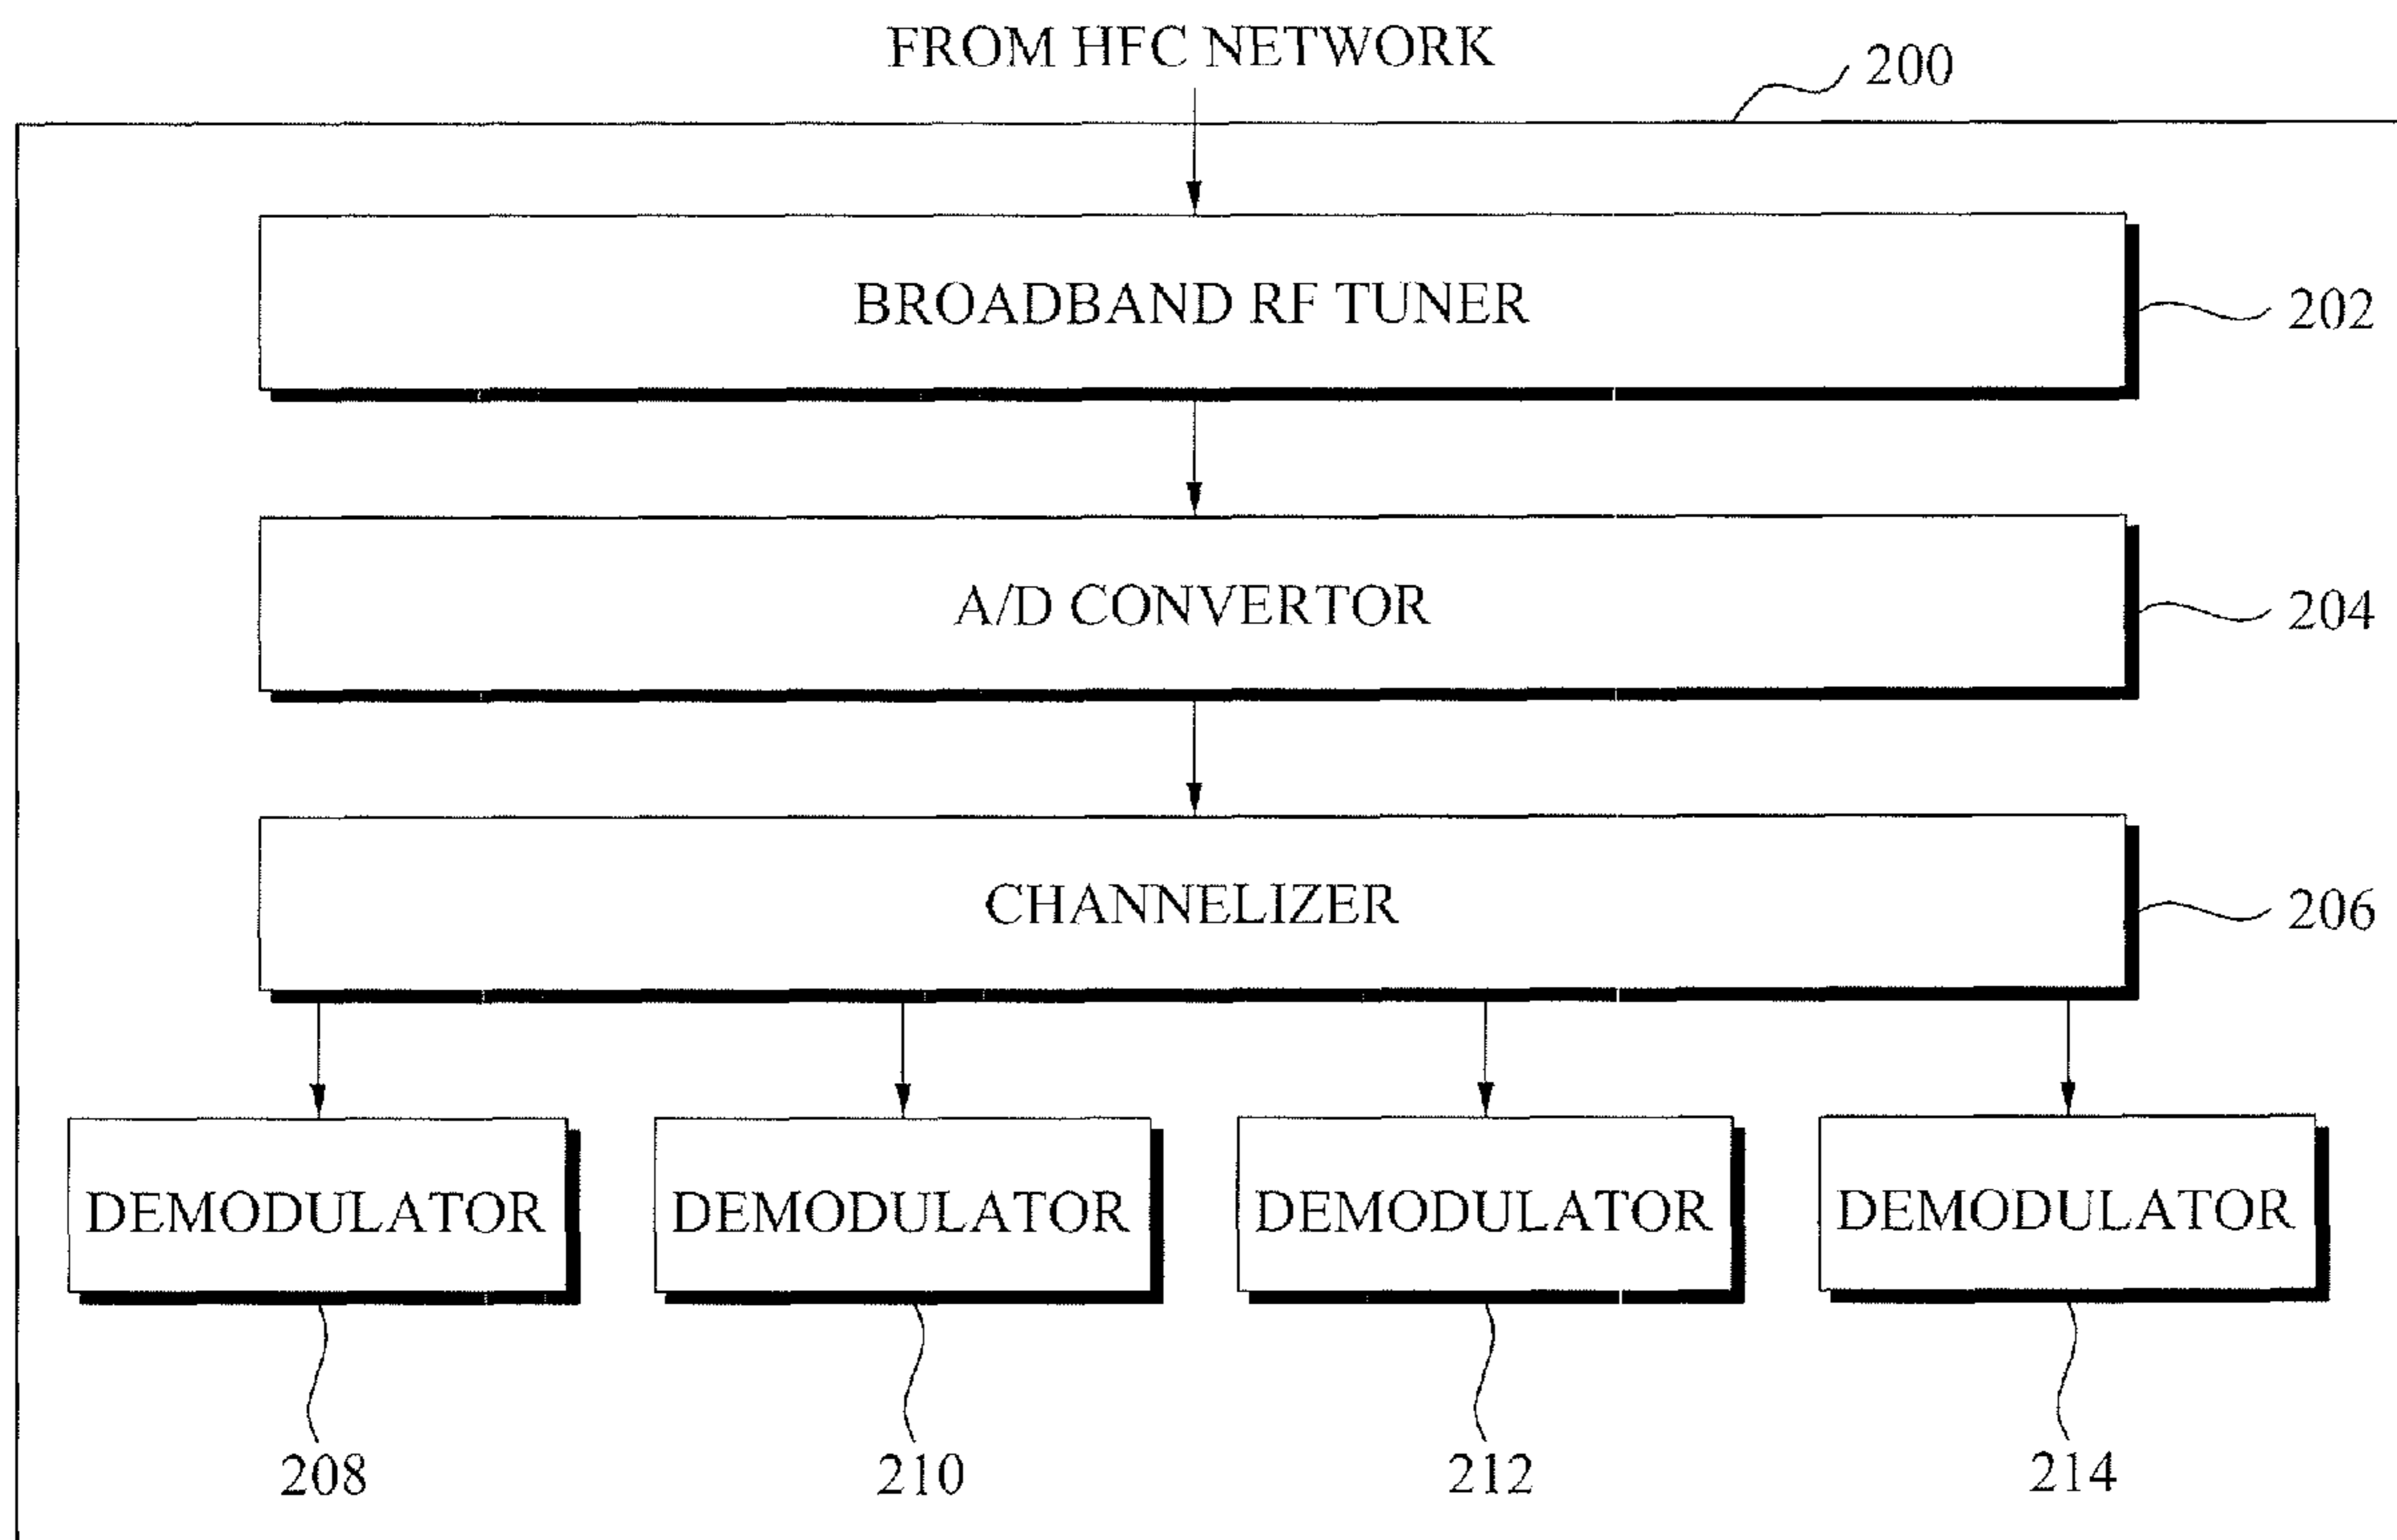 FROM HFC NETWORK
200
BROADBAND RF TUNER
202
A/D CONVERTOR
204
CHANNELIZER
206
DEMODULATOR DEMODULATOR DEMODULATOR DEMODULATOR
208 210 212 214